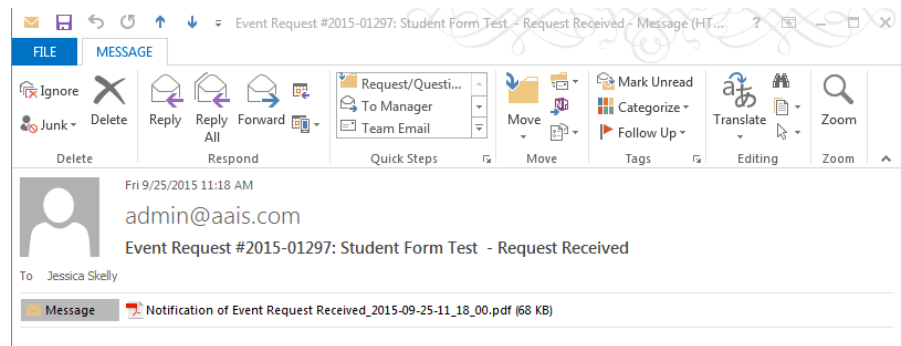 Event Request #2015-01297: Student Form Test - Request Received - Message (HT...
FILE MESSAGE
Ignore
Junk
Delete
Reply
Reply All
Forward
Request/Questi...
To Manager
Team Email
Move
Mark Unread
Categorize
Follow Up
Translate
Zoom
Delete Respond Quick Steps Move Tags Editing Zoom
Fri 9/25/2015 11:18 AM
admin@aais.com
Event Request #2015-01297: Student Form Test - Request Received
To Jessica Skelly
Message Notification of Event Request Received_2015-09-25-11_18_00.pdf (68 KB)